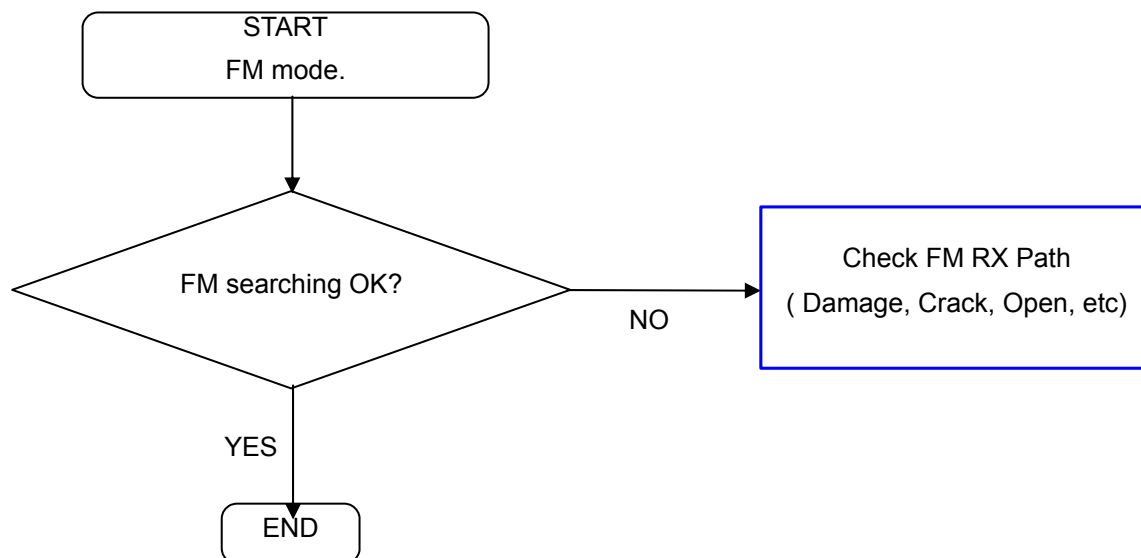 START
FM mode.
FM searching OK?
Check FM RX Path
( Damage, Crack, Open, etc)
NO
YES
END